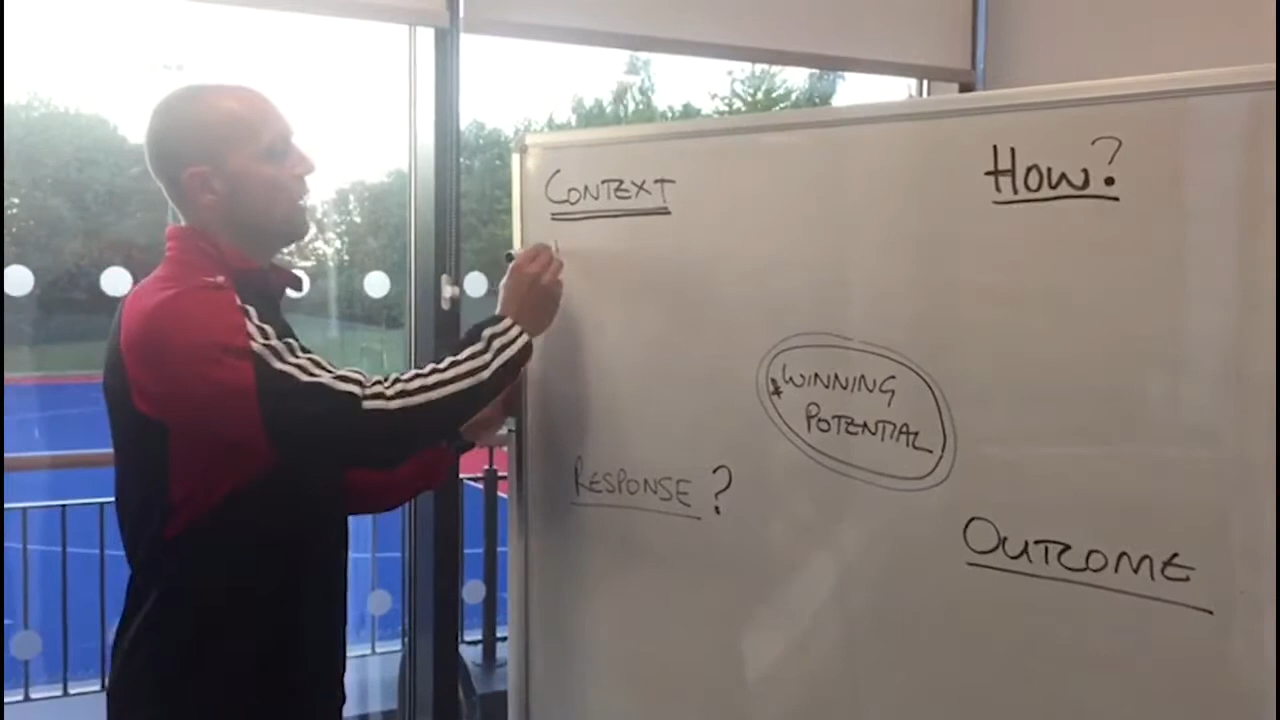 CONTEXT
How?
WINNING
POTENTIAL
RESPONSE?
OUTCOME